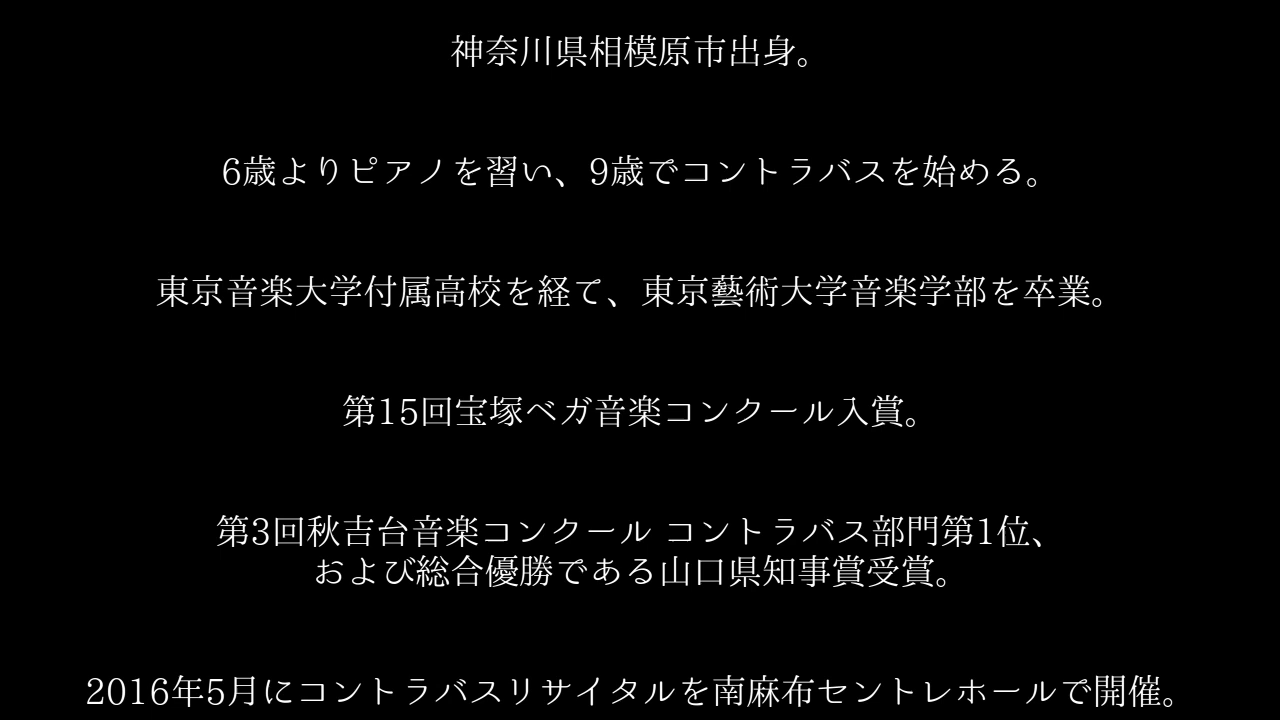 神奈川県相模原市出身。
6歳よりピアノを習い、9歳でコントラバスを始める。
東京音楽大学付属高校を経て、東京藝術大学音楽学部を卒業。
第15回宝塚ベガ音楽コンクール入賞。
第3回秋吉台音楽コンクール コントラバス部門第1位、
および総合優勝である山口県知事賞受賞。
2016年5月にコントラバスリサイタルを南麻布セントレホールで開催。